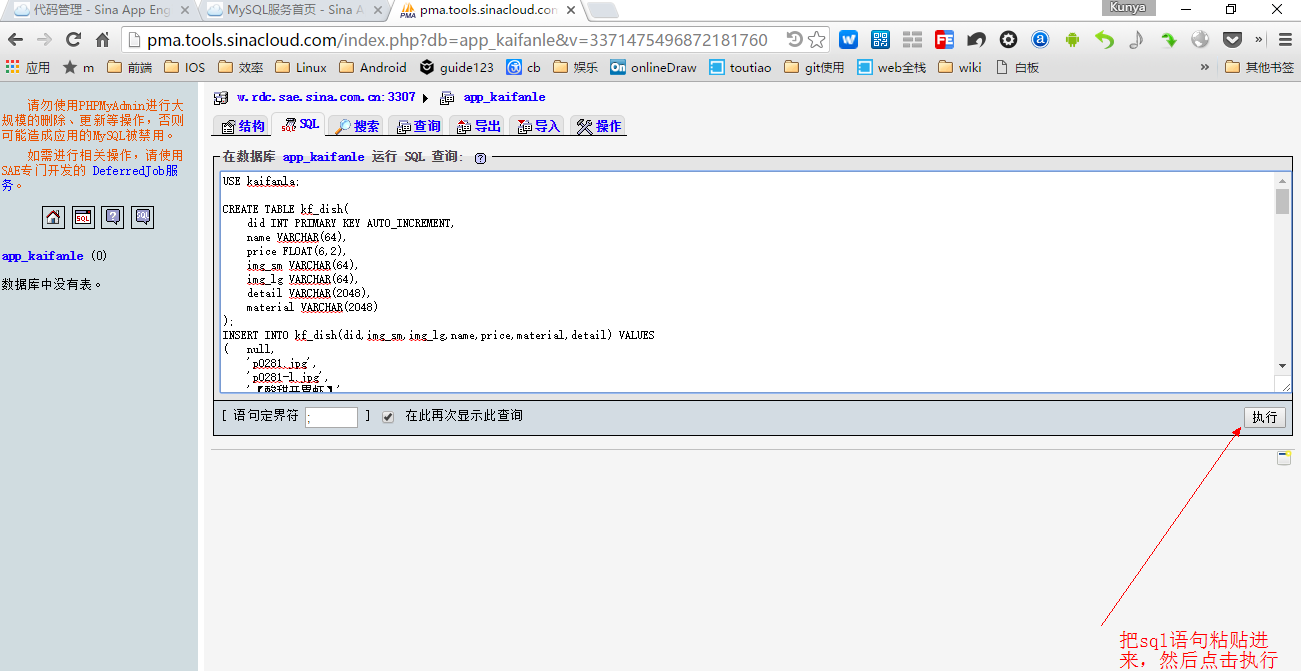 代码管理 - Sina App Eng
MySQL服务首页 - Sina A
pma.tools.sinacloud.con
Kunya
pma.tools.sinacloud.com/index.php?db=app_kaifanle&v=3371475496872181760
应用 m 前端 IOS 效率 Linux Android guide123 cb 娱乐 onlineDraw toutiao git使用 web全栈 wiki 白板 » 其他书签
请勿使用PHPMyAdmin进行大
规模的删除、更新等操作，否则
可能造成应用的MySQL被禁用。
如需进行相关操作，请使用
SAE专门开发的 DeferredJob服
务。
app_kaifanle (0)
数据库中没有表。
w.rdc.sae.sina.com.cn:3307 ▶ app_kaifanle
结构 SQL 搜索 查询 导出 导入 操作
在数据库 app_kaifanle 运行 SQL 查询:
USE kaifanla;
CREATE TABLE kf_dish(
did INT PRIMARY KEY AUTO_INCREMENT,
name VARCHAR(64),
price FLOAT(6,2),
img_sm VARCHAR(64),
img_lg VARCHAR(64),
detail VARCHAR(2048),
material VARCHAR(2048)
);
INSERT INTO kf_dish(did,img_sm,img_lg,name,price,material,detail) VALUES
( null,
'p0281.jpg',
'p0281-l.jpg',
'【酸甜开胃虾】',
[ 语句定界符 ; ] 在此再次显示此查询
执行
把sql语句粘贴进
来，然后点击执行